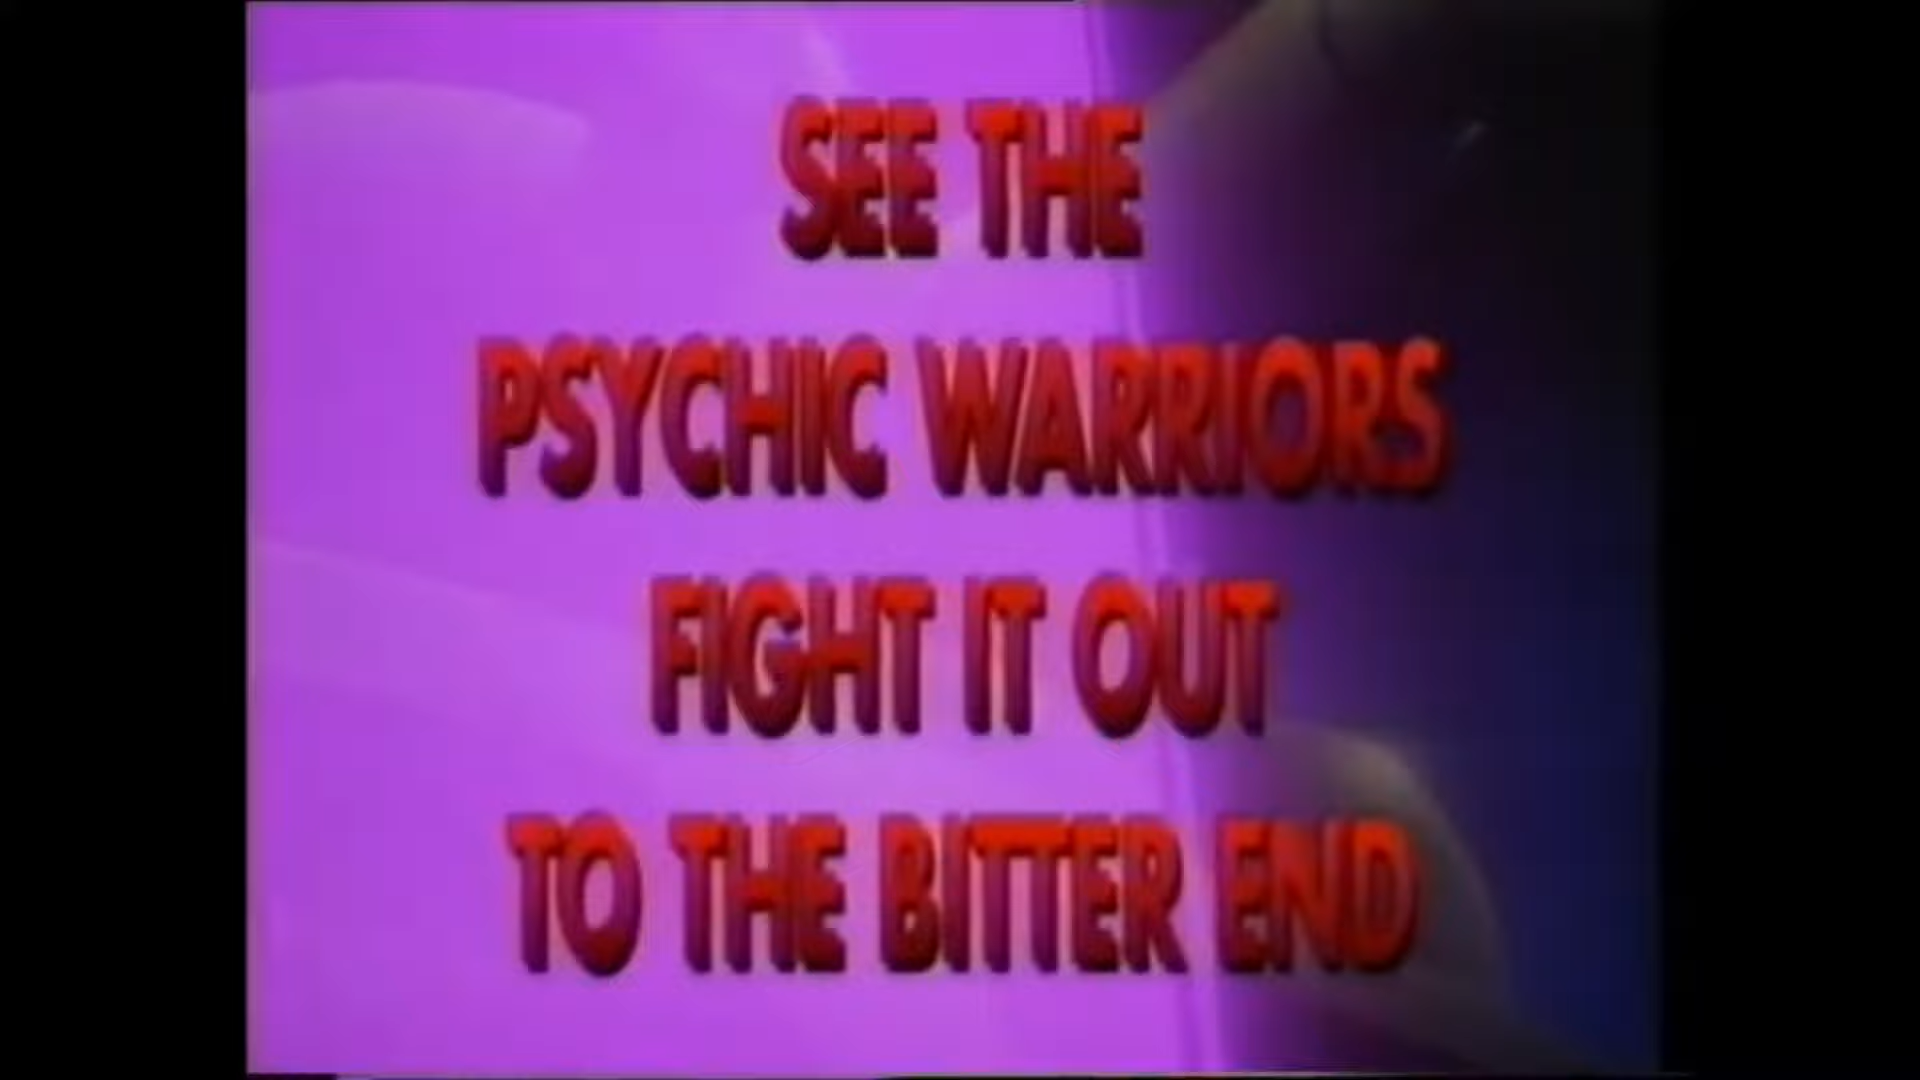 SEE THE
PSYCHIC WARRIORS
FIGHT IT OUT
TO THE BITTER END